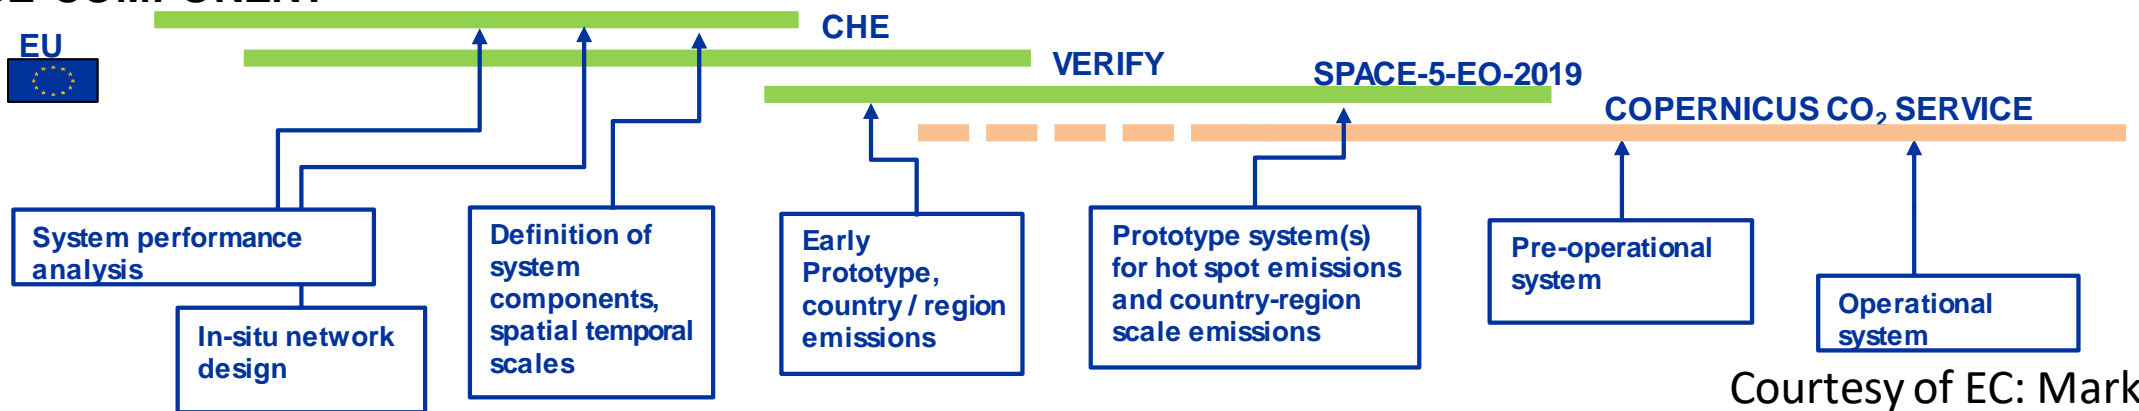 COMPONENT
EU
CHE
VERIFY
SPACE-5-EO-2019
COPERNICUS CO₂ SERVICE
System performance
analysis
In-situ network
design
Definition of
system
components,
spatial temporal
scales
Early
Prototype,
country / region
emissions
Prototype system(s)
for hot spot emissions
and country-region
scale emissions
Pre-operational
system
Operational
system
Courtesy of EC: Mark